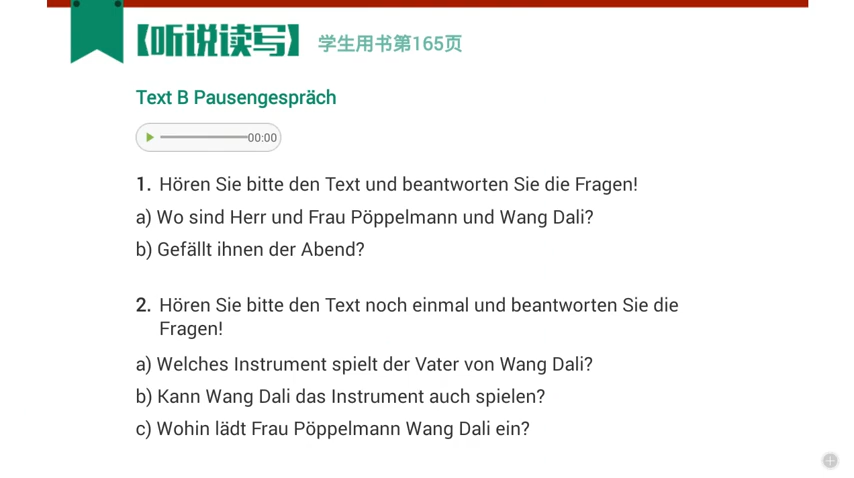 【听说读写】 学生用书第165页
Text B Pausengespräch
00:00
1. Hören Sie bitte den Text und beantworten Sie die Fragen!
a) Wo sind Herr und Frau Pöppelmann und Wang Dali?
b) Gefällt ihnen der Abend?
2. Hören Sie bitte den Text noch einmal und beantworten Sie die
Fragen!
a) Welches Instrument spielt der Vater von Wang Dali?
b) Kann Wang Dali das Instrument auch spielen?
c) Wohin lädt Frau Pöppelmann Wang Dali ein?